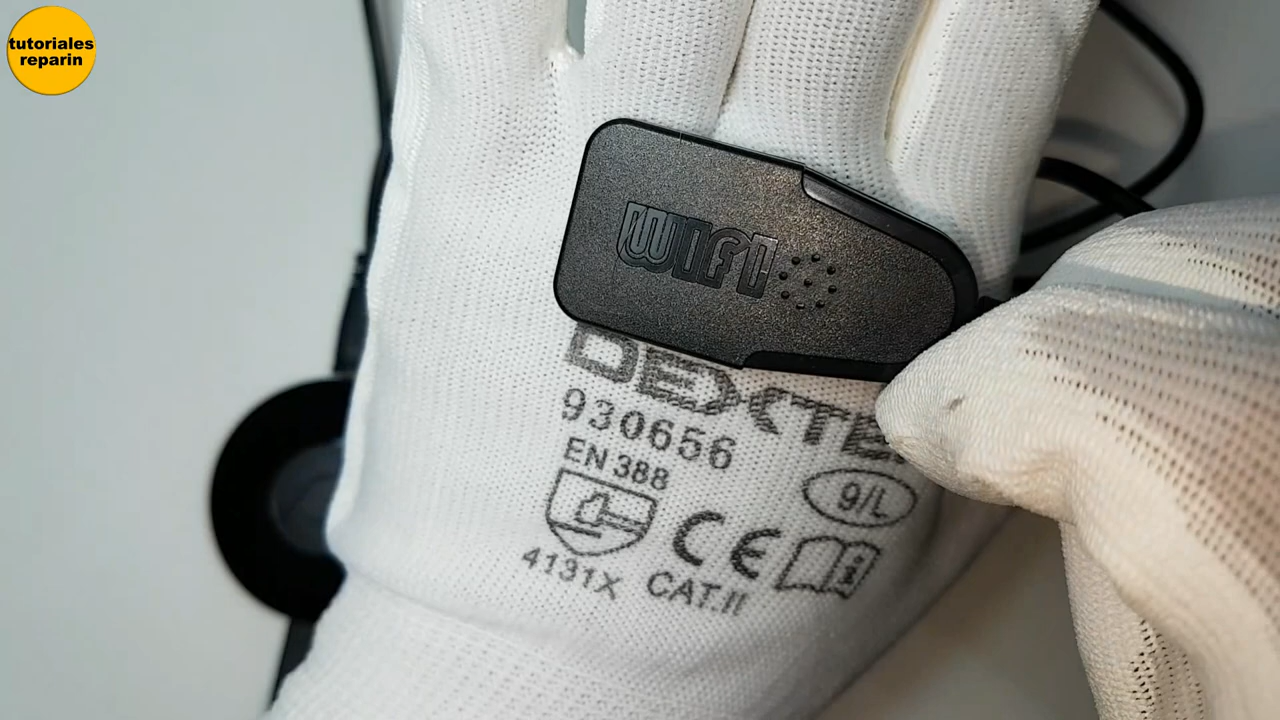 tutoriales
reparin
WIFI
DEXTER
930656
EN 388
9/L
4131X
CE
CAT.II
i